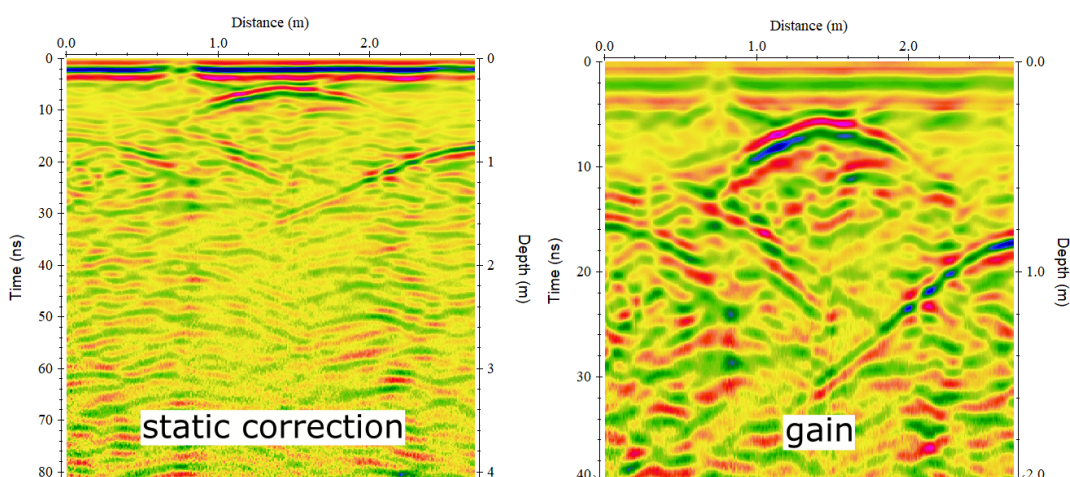 Distance (m)
0.0 1.0 2.0
0 10 20 30 40 50 60 70 80
Time (ns)
0 1 2 3 4
Depth (m)
static correction
Distance (m)
0.0 1.0 2.0
0 10 20 30 40
Time (ns)
0.0 1.0 2.0
Depth (m)
gain